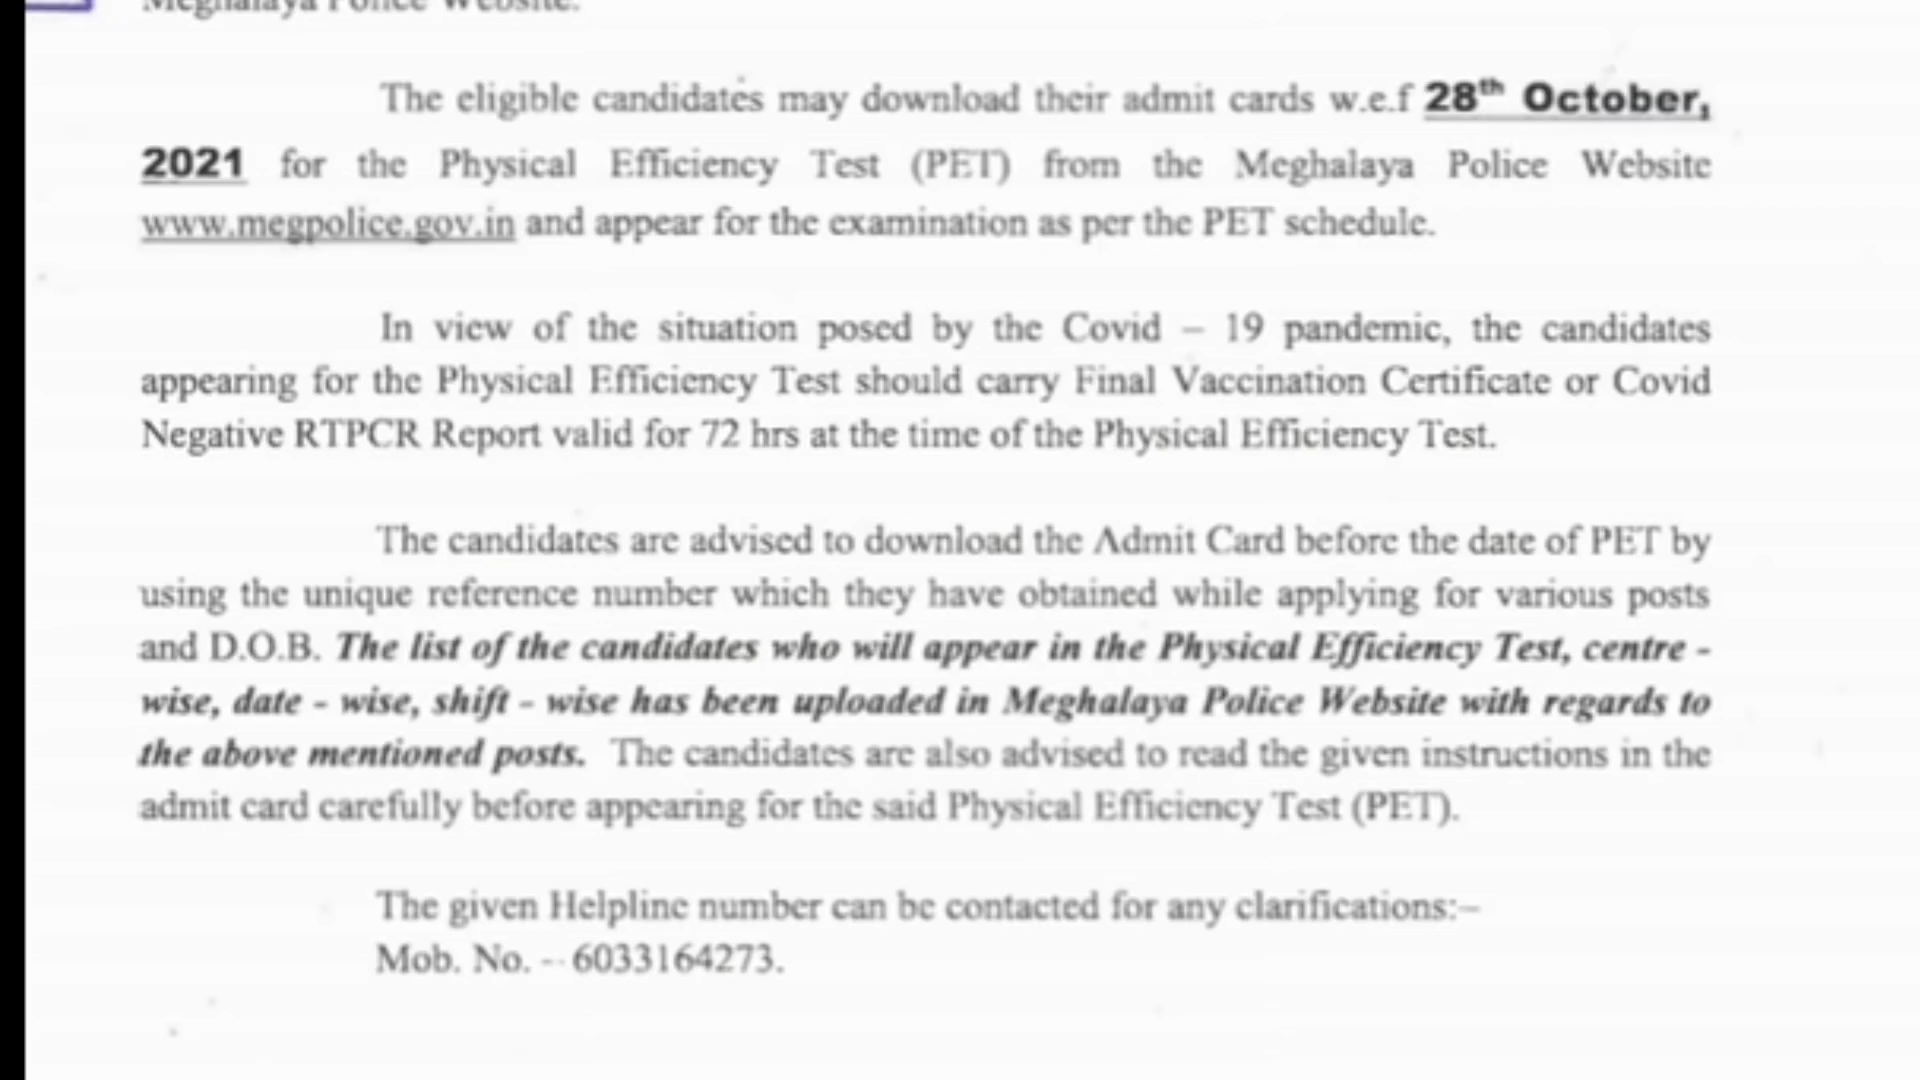 Meghalaya Police Website.
The eligible candidates may download their admit cards w.e.f 28th October,
2021 for the Physical Efficiency Test (PET) from the Meghalaya Police Website
www.megpolice.gov.in and appear for the examination as per the PET schedule.
In view of the situation posed by the Covid – 19 pandemic, the candidates
appearing for the Physical Efficiency Test should carry Final Vaccination Certificate or Covid
Negative RTPCR Report valid for 72 hrs at the time of the Physical Efficiency Test.
The candidates are advised to download the Admit Card before the date of PET by
using the unique reference number which they have obtained while applying for various posts
and D.O.B. The list of the candidates who will appear in the Physical Efficiency Test, centre -
wise, date - wise, shift - wise has been uploaded in Meghalaya Police Website with regards to
the above mentioned posts. The candidates are also advised to read the given instructions in the
admit card carefully before appearing for the said Physical Efficiency Test (PET).
The given Helpline number can be contacted for any clarifications:–
Mob. No. -- 6033164273.